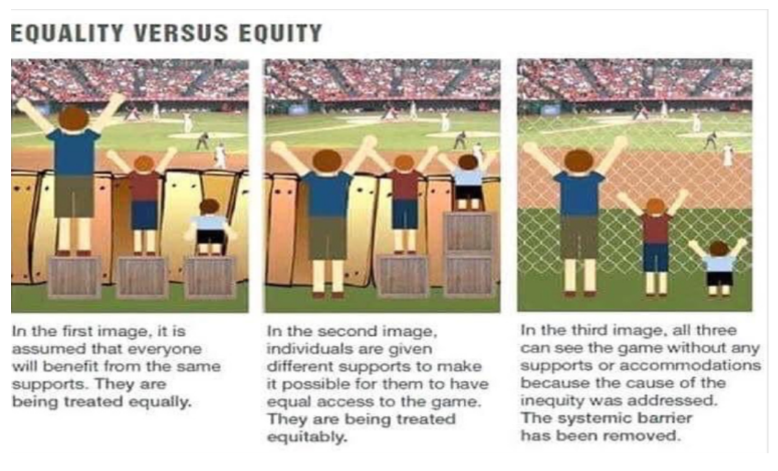 EQUALITY VERSUS EQUITY
In the first image, it is
assumed that everyone
will benefit from the same
supports. They are
being treated equally.
In the second image,
individuals are given
different supports to make
it possible for them to have
equal access to the game.
They are being treated
equitably.
In the third image, all three
can see the game without any
supports or accommodations
because the cause of the
inequity was addressed.
The systemic barrier
has been removed.